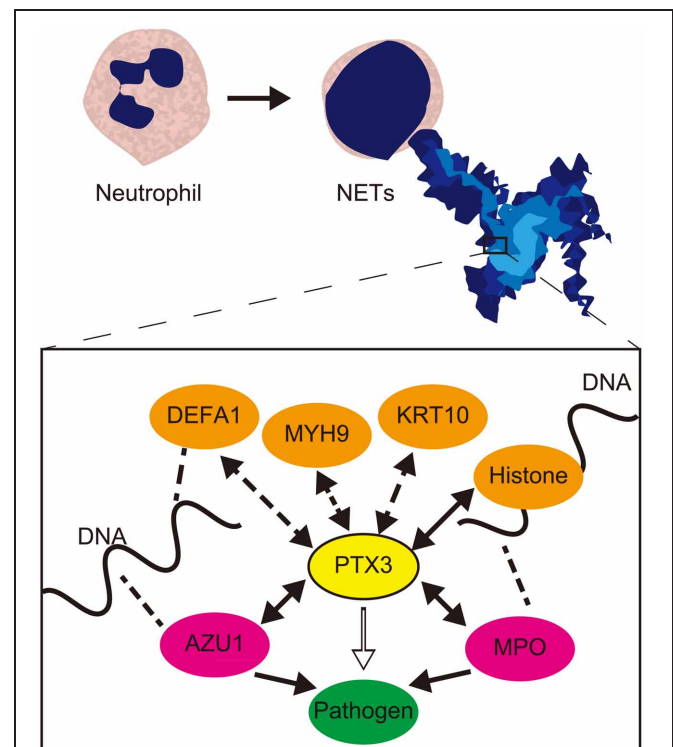 Neutrophil
NETs
DNA
DEFA1
MYH9
KRT10
Histone
DNA
PTX3
AZU1
MPO
Pathogen